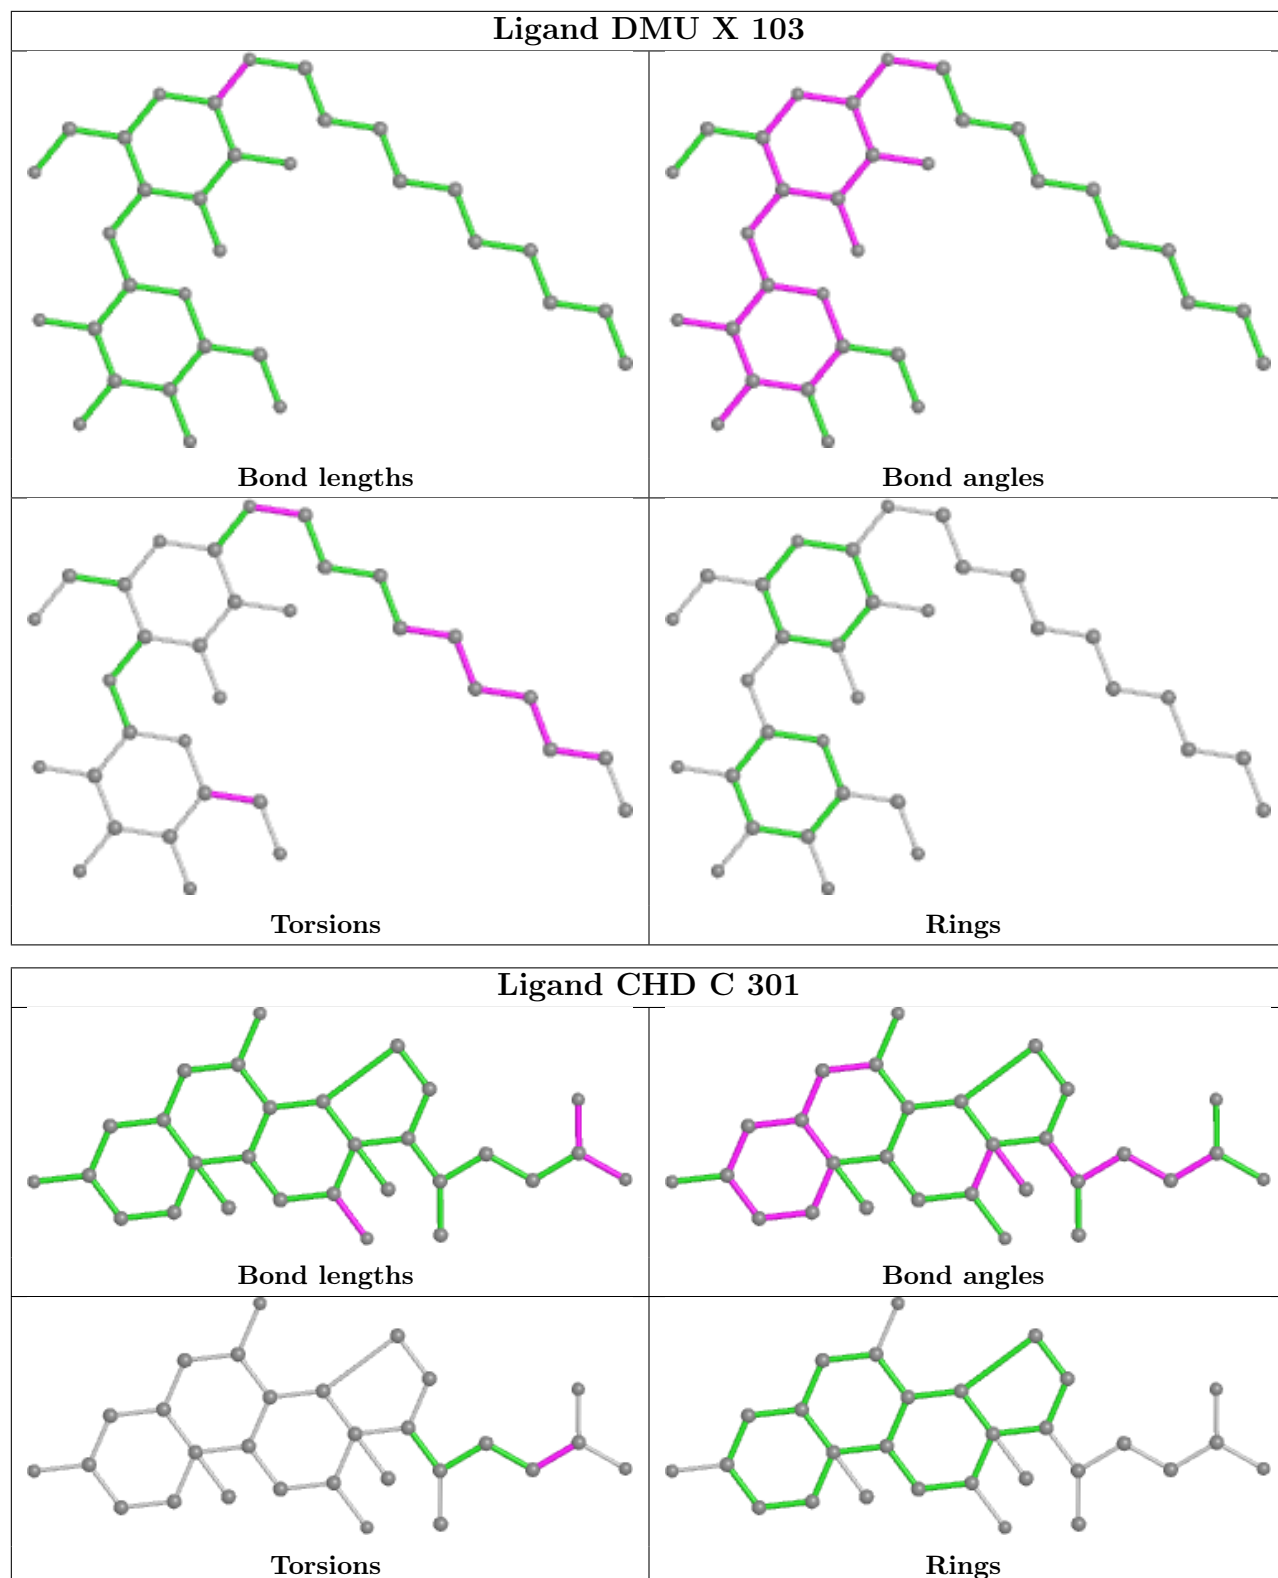 Ligand DMU X 103
Bond lengths
Bond angles
Torsions
Rings
Ligand CHD C 301
Bond lengths
Bond angles
Torsions
Rings